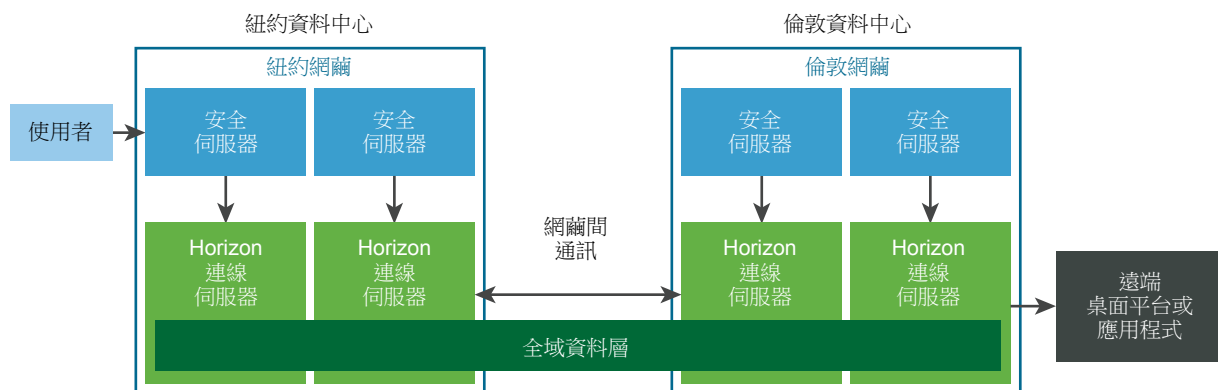 紐約資料中心
倫敦資料中心
紐約網繭
倫敦網繭
使用者
安全
伺服器
安全
伺服器
安全
伺服器
安全
伺服器
網繭間
通訊
Horizon
連線
伺服器
Horizon
連線
伺服器
Horizon
連線
伺服器
Horizon
連線
伺服器
遠端
桌面平台或
應用程式
全域資料層